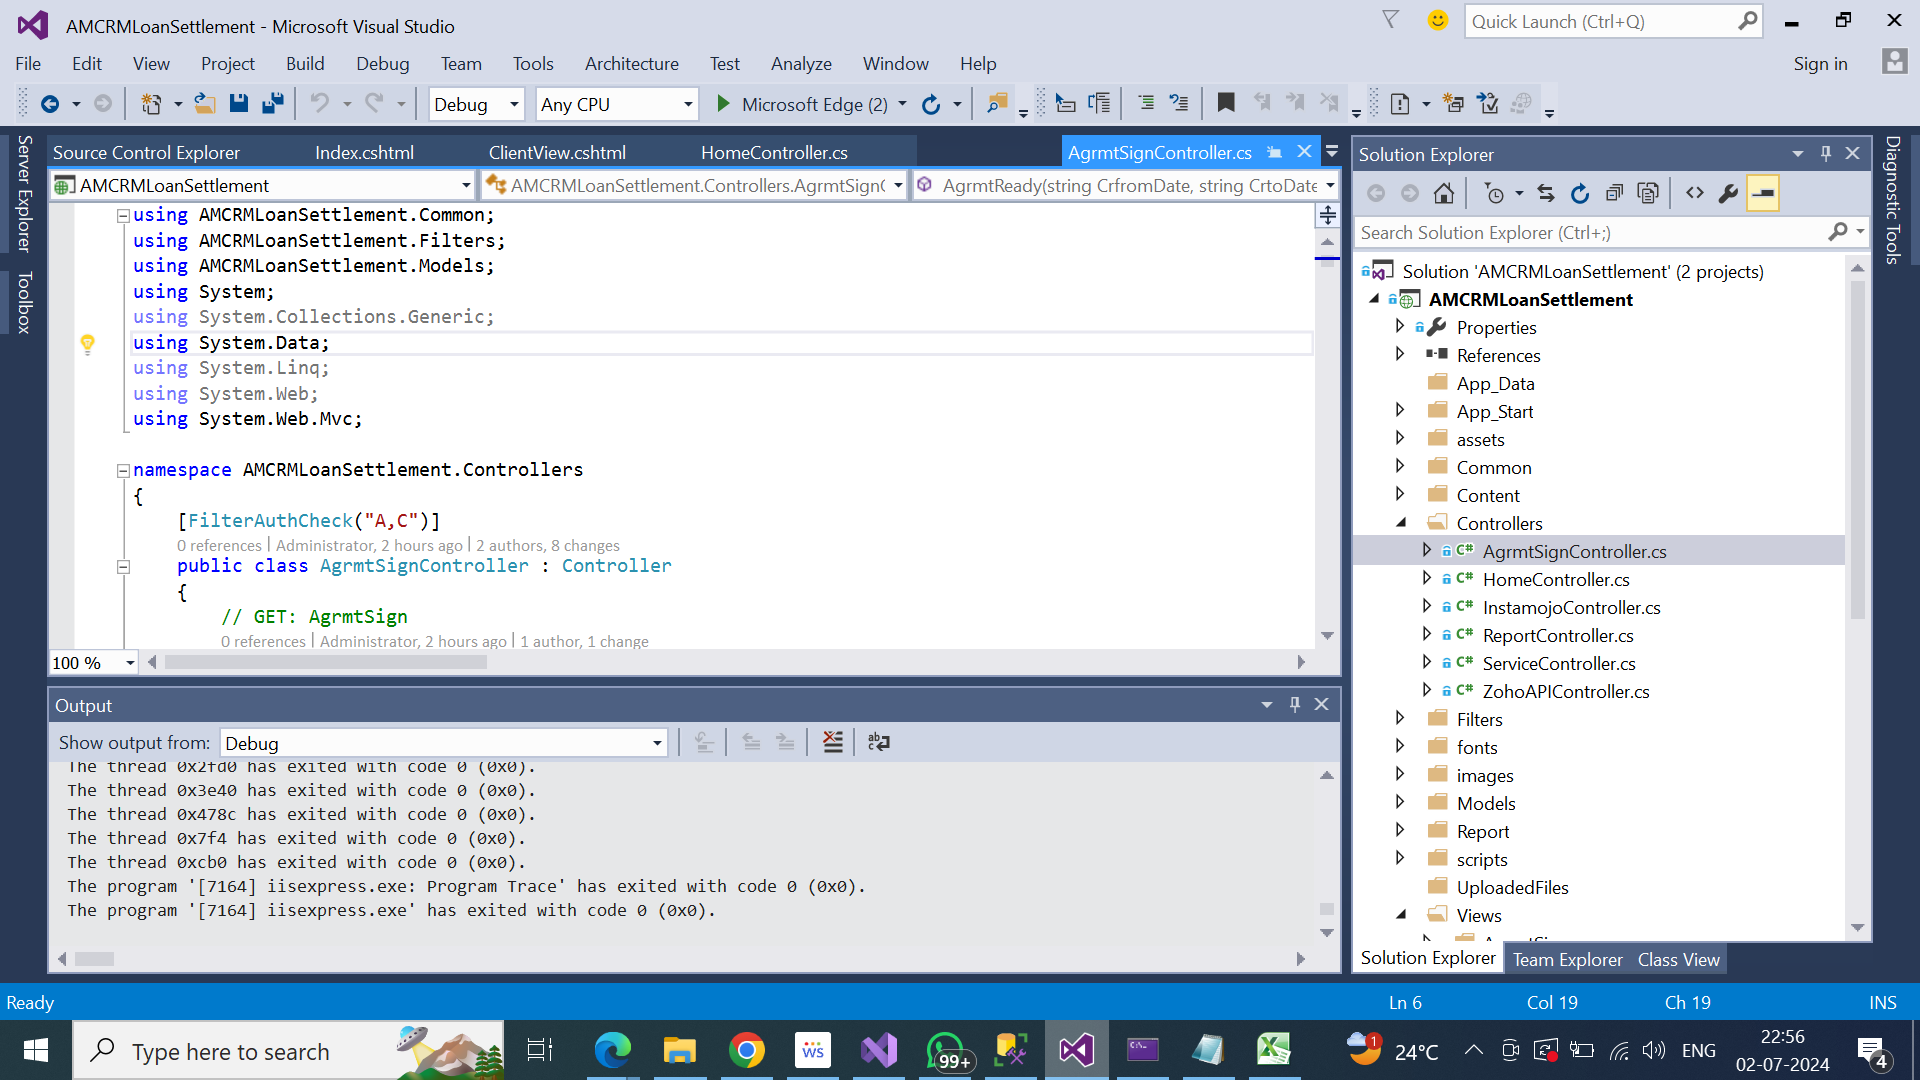 AMCRMLoanSettlement - Microsoft Visual Studio
Quick Launch (Ctrl+Q)
File Edit View Project Build Debug Team Tools Architecture Test Analyze Window Help
Sign in
Debug Any CPU Microsoft Edge (2)
Server Explorer
Toolbox
Source Control Explorer Index.cshtml ClientView.cshtml HomeController.cs AgrmtSignController.cs
AMCRMLoanSettlement AMCRMLoanSettlement.Controllers.AgrmtSignC AgrmtReady(string CrfromDate, string CrtoDate
using AMCRMLoanSettlement.Common;
using AMCRMLoanSettlement.Filters;
using AMCRMLoanSettlement.Models;
using System;
using System.Collections.Generic;
using System.Data;
using System.Linq;
using System.Web;
using System.Web.Mvc;
namespace AMCRMLoanSettlement.Controllers
{
[FilterAuthCheck("A,C")]
0 references | Administrator, 2 hours ago | 2 authors, 8 changes
public class AgrmtSignController : Controller
{
// GET: AgrmtSign
0 references | Administrator, 2 hours ago | 1 author, 1 change
100 %
Output
Show output from: Debug
The thread 0x2fd0 has exited with code 0 (0x0).
The thread 0x3e40 has exited with code 0 (0x0).
The thread 0x478c has exited with code 0 (0x0).
The thread 0x7f4 has exited with code 0 (0x0).
The thread 0xcb0 has exited with code 0 (0x0).
The program '[7164] iisexpress.exe: Program Trace' has exited with code 0 (0x0).
The program '[7164] iisexpress.exe' has exited with code 0 (0x0).
Solution Explorer
Search Solution Explorer (Ctrl+;)
Solution 'AMCRMLoanSettlement' (2 projects)
AMCRMLoanSettlement
Properties
References
App_Data
App_Start
assets
Common
Content
Controllers
C# AgrmtSignController.cs
C# HomeController.cs
C# InstamojoController.cs
C# ReportController.cs
C# ServiceController.cs
C# ZohoAPIController.cs
Filters
fonts
images
Models
Report
scripts
UploadedFiles
Views
Solution Explorer Team Explorer Class View
Diagnostic Tools
Ready Ln 6 Col 19 Ch 19 INS
Type here to search
WS
99+
1
24°C
ENG
22:56
02-07-2024
4